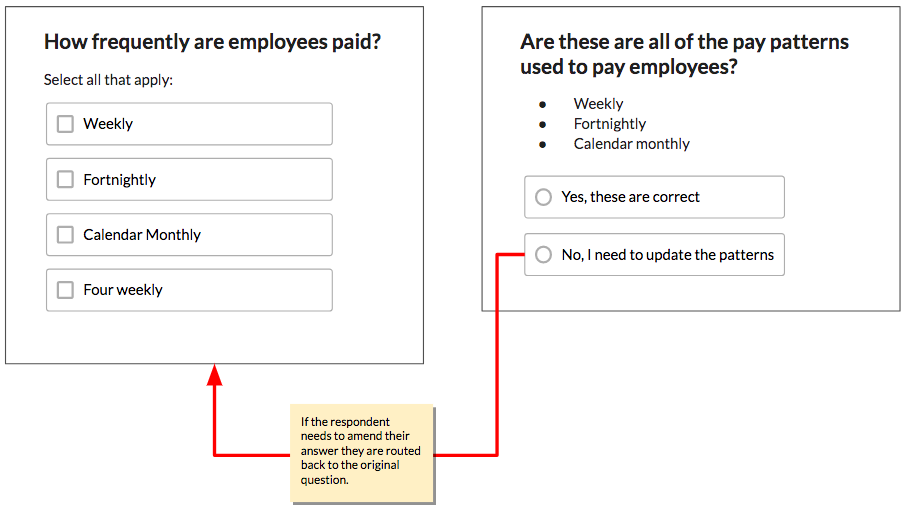 How frequently are employees paid?
Select all that apply:
Weekly
Fortnightly
Calendar Monthly
Four weekly
Are these are all of the pay patterns
used to pay employees?
Weekly
Fortnightly
Calendar monthly
Yes, these are correct
No, I need to update the patterns
If the respondent
needs to amend their
answer they are routed
back to the original
question.